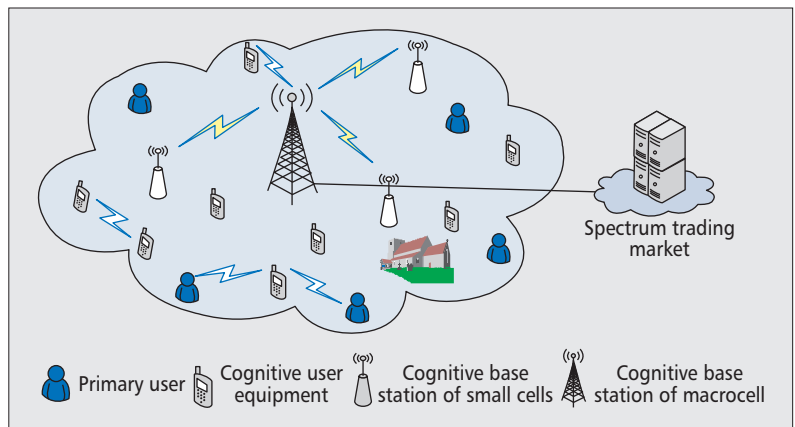 Spectrum trading
market
Primary user
Cognitive user
equipment
Cognitive base
station of small cells
Cognitive base
station of macrocell